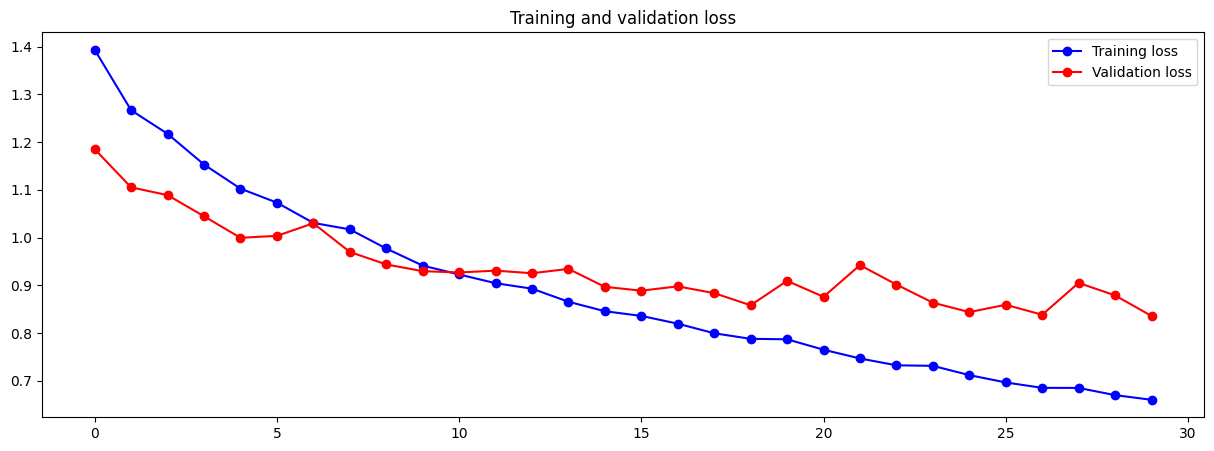 Training and validation loss
Training loss
Validation loss
1.4
1.3
1.2
1.1
1.0
0.9
0.8
0.7
0 5 10 15 20 25 30